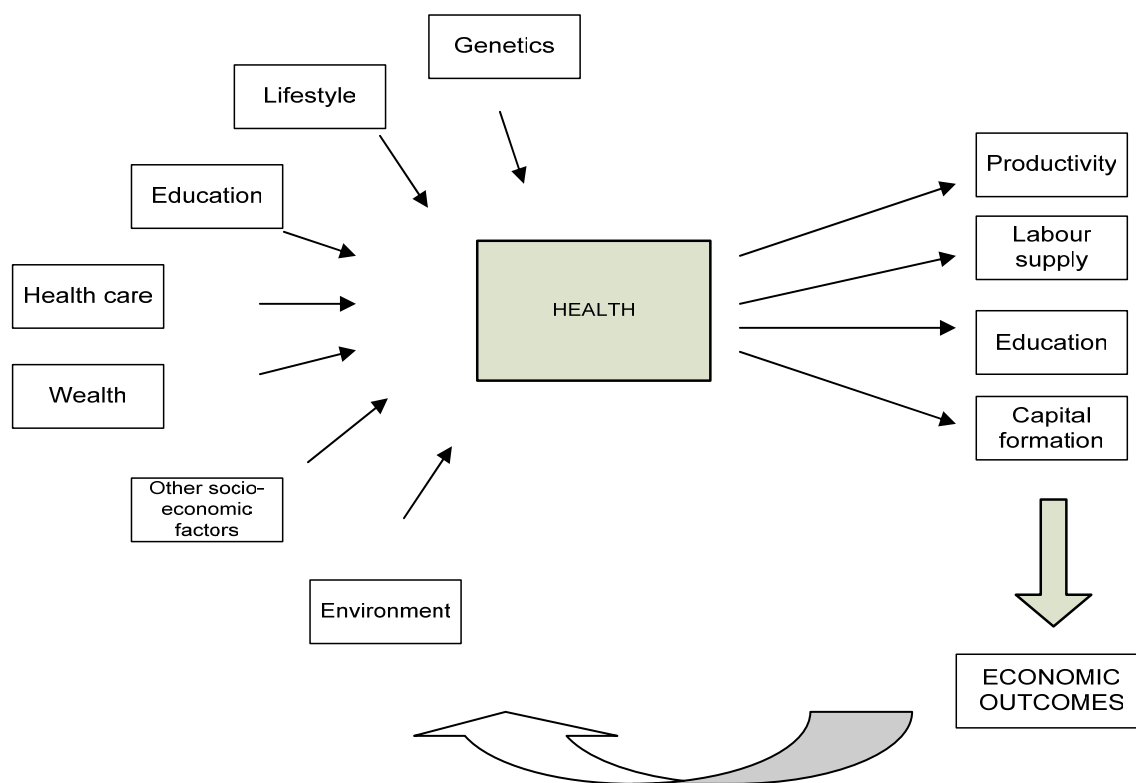 Genetics
Lifestyle
Education
Health care
Wealth
Other socio-
economic
factors
Environment
HEALTH
Productivity
Labour
supply
Education
Capital
formation
ECONOMIC
OUTCOMES